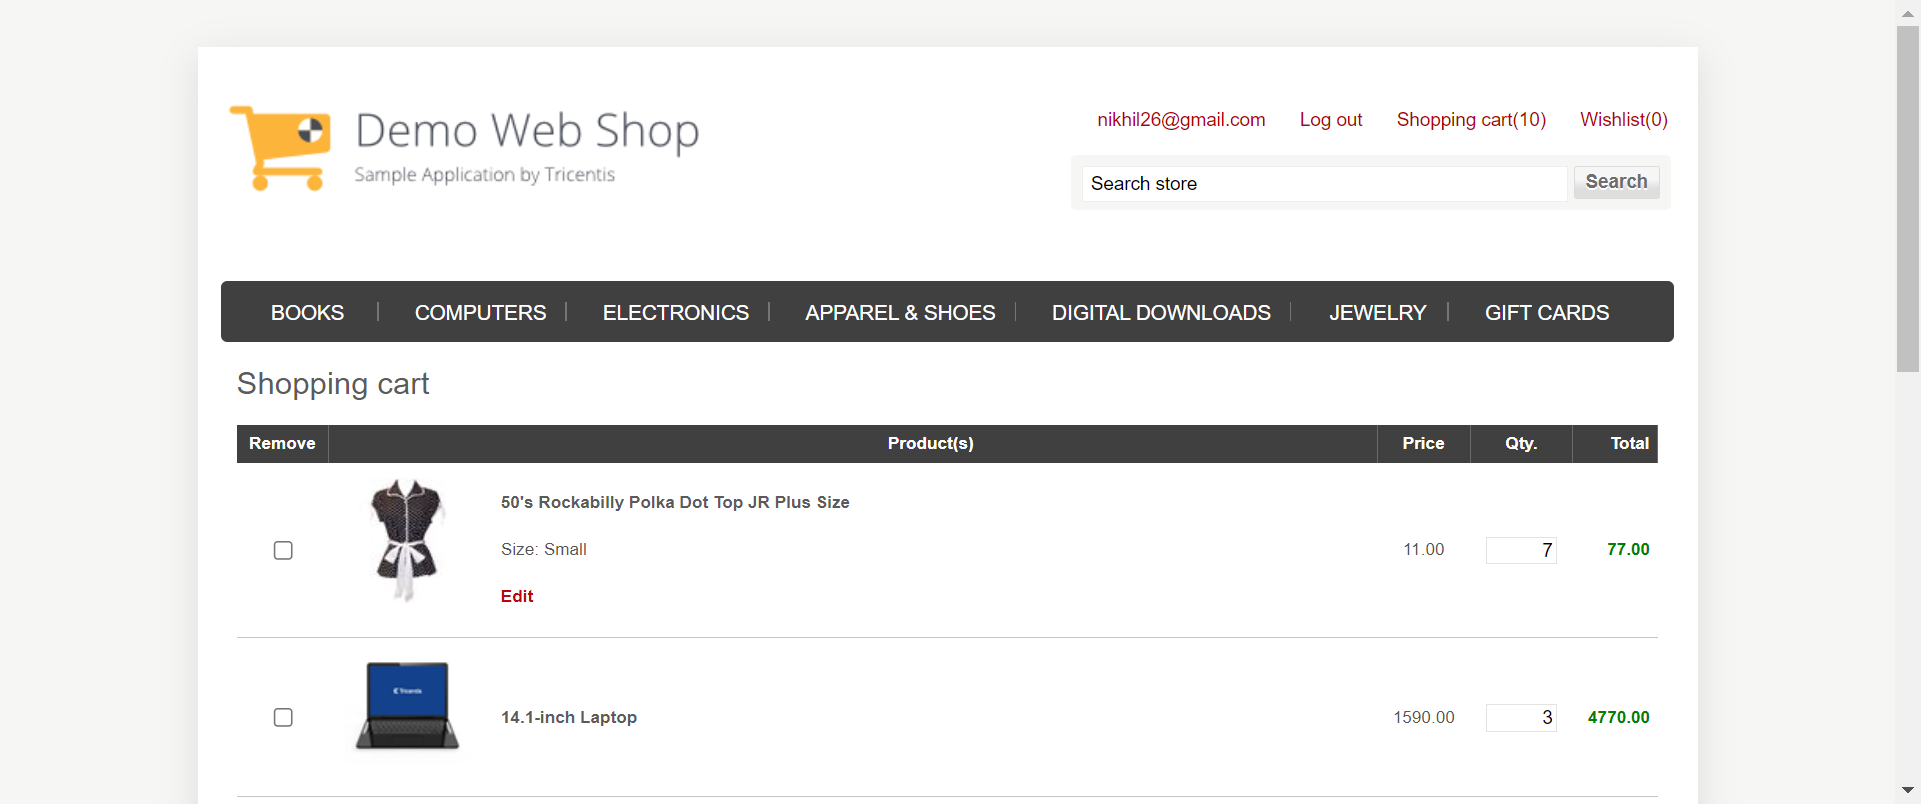 Demo Web Shop
Sample Application by Tricentis
nikhil26@gmail.com Log out Shopping cart(10) Wishlist(0)
Search store Search
BOOKS COMPUTERS ELECTRONICS APPAREL & SHOES DIGITAL DOWNLOADS JEWELRY GIFT CARDS
Shopping cart
Remove Product(s) Price Qty. Total
50's Rockabilly Polka Dot Top JR Plus Size
Size: Small 11.00 7 77.00
Edit
Tricentis
14.1-inch Laptop 1590.00 3 4770.00